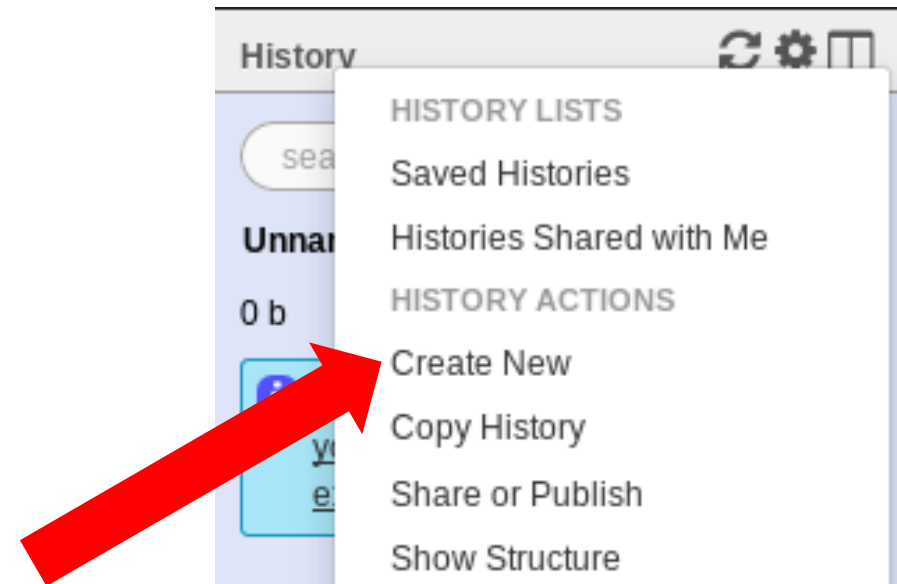 History
HISTORY LISTS
Saved Histories
Histories Shared with Me
HISTORY ACTIONS
0 b
Create New
Copy History
Share or Publish
Show Structure